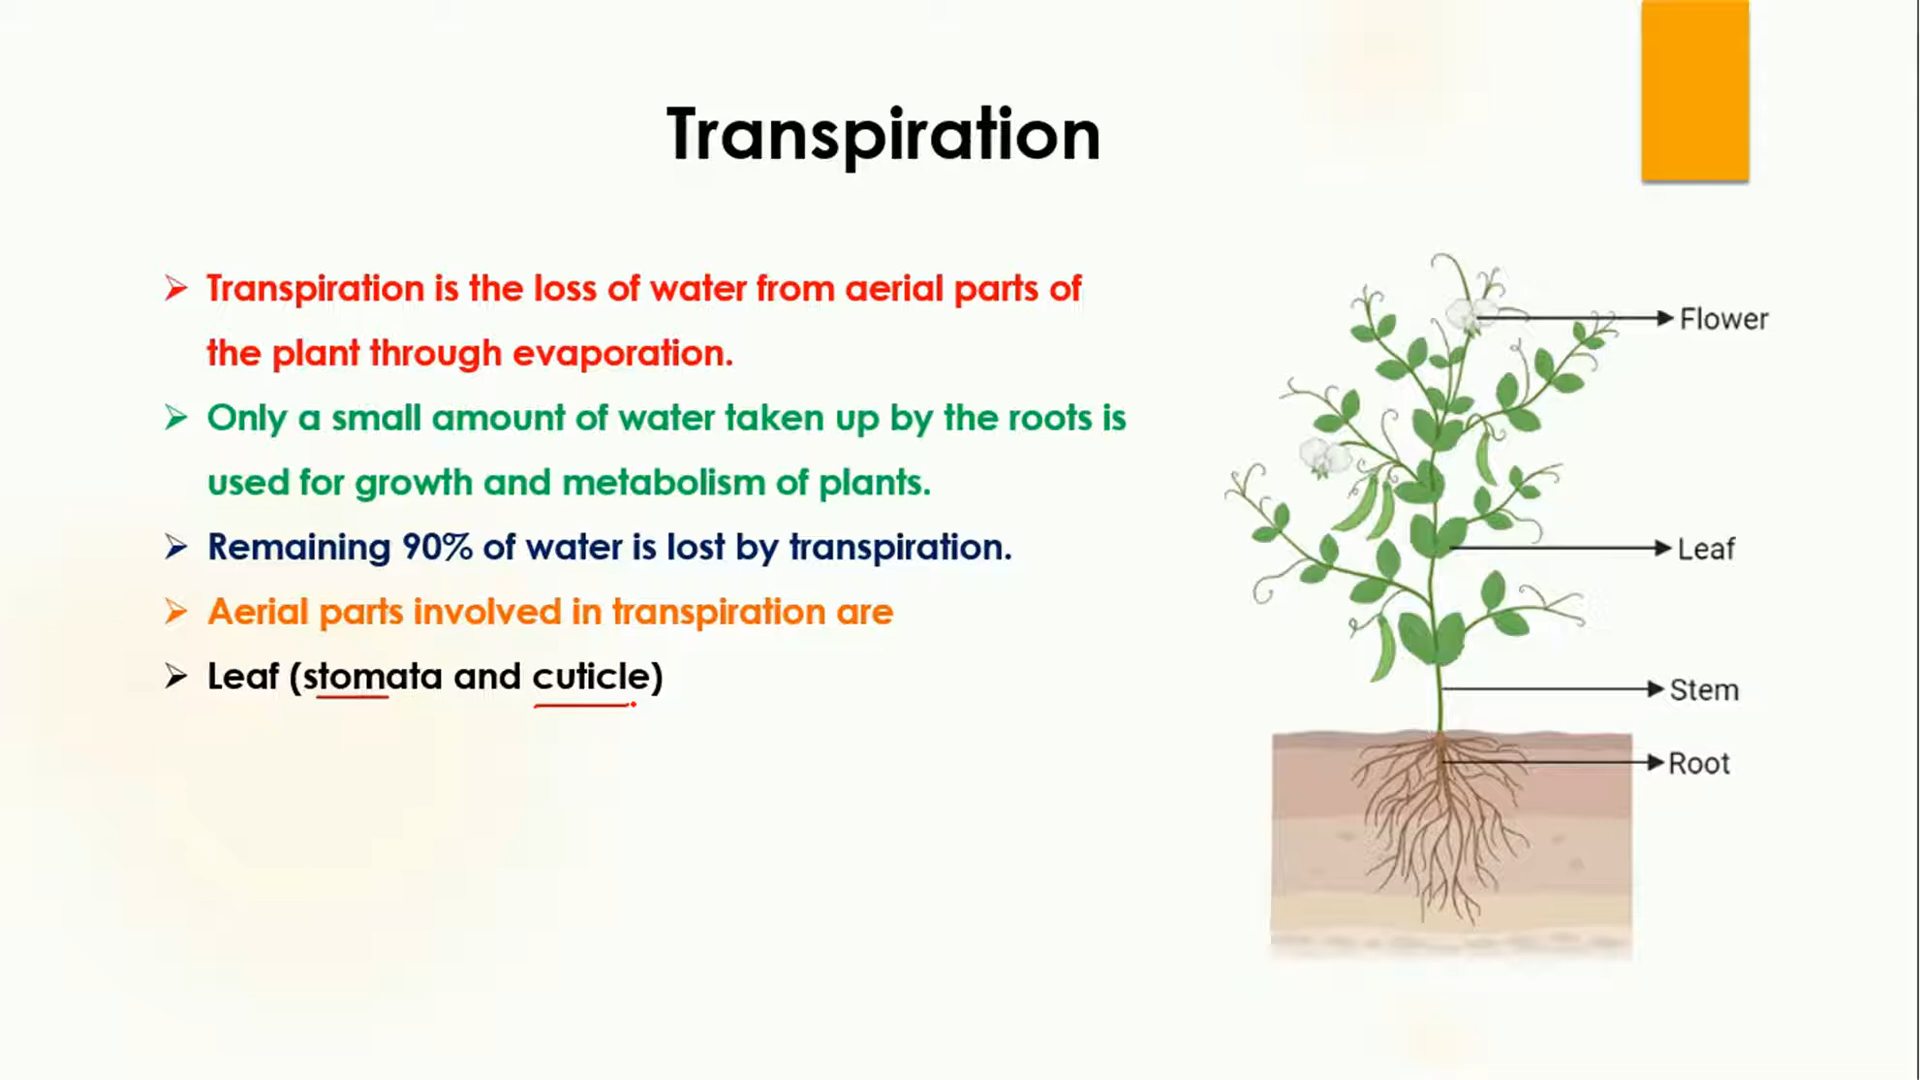 Transpiration
Transpiration is the loss of water from aerial parts of
the plant through evaporation.
Only a small amount of water taken up by the roots is
used for growth and metabolism of plants.
Remaining 90% of water is lost by transpiration.
Aerial parts involved in transpiration are
Leaf (stomata and cuticle)
Flower
Leaf
Stem
Root